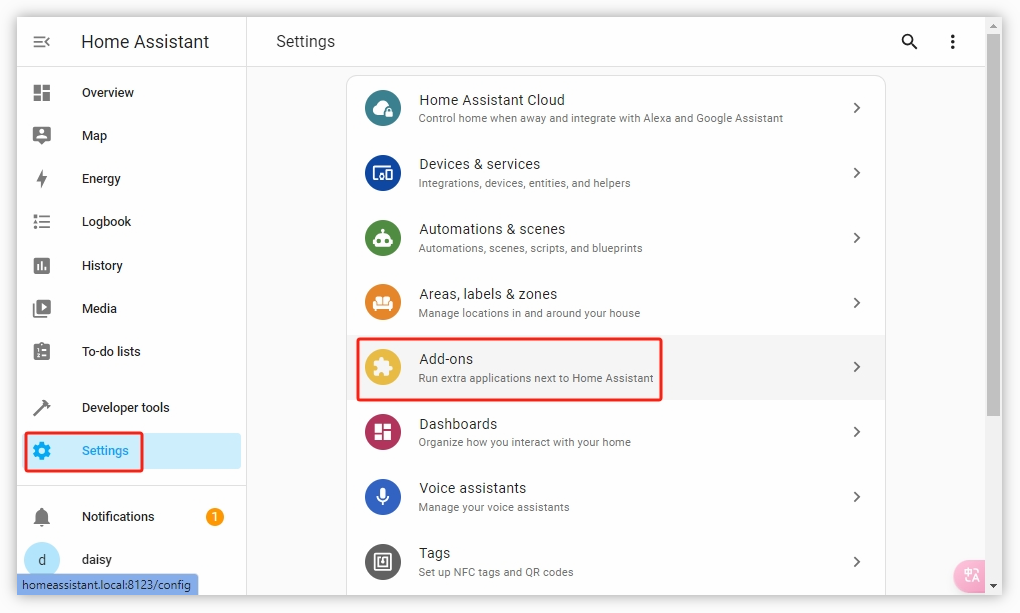 Home Assistant
Overview
Map
Energy
Logbook
History
Media
To-do lists
Developer tools
Settings
Notifications
1
d
daisy
homeassistant.local:8123/config
Settings
Home Assistant Cloud
Control home when away and integrate with Alexa and Google Assistant
Devices & services
Integrations, devices, entities, and helpers
Automations & scenes
Automations, scenes, scripts, and blueprints
Areas, labels & zones
Manage locations in and around your house
Add-ons
Run extra applications next to Home Assistant
Dashboards
Organize how you interact with your home
Voice assistants
Manage your voice assistants
Tags
Set up NFC tags and QR codes
中A